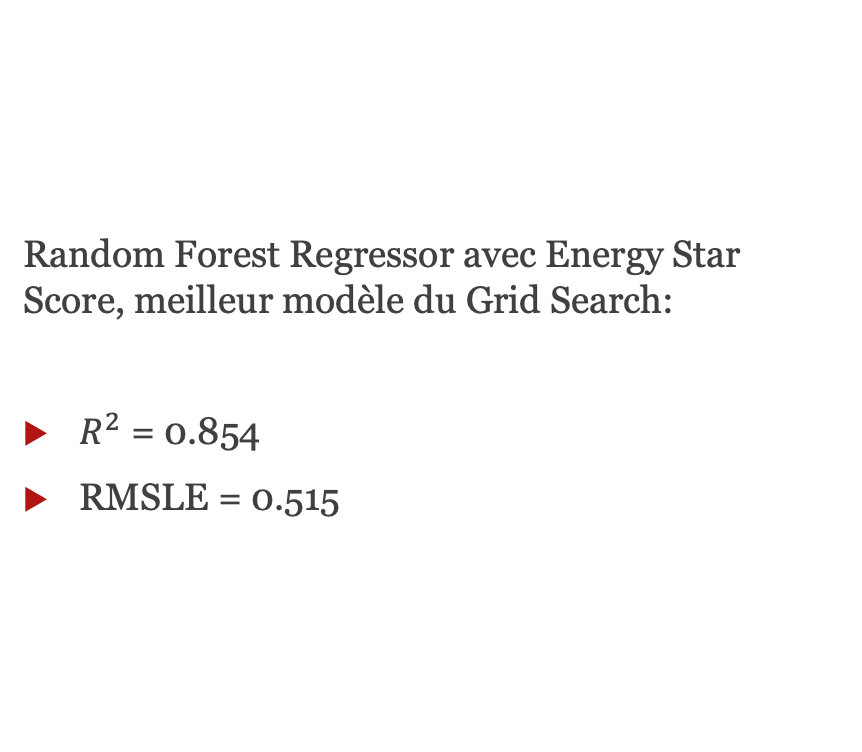 Random Forest Regressor avec Energy Star
Score, meilleur modèle du Grid Search:
R² = 0.854
RMSLE = 0.515